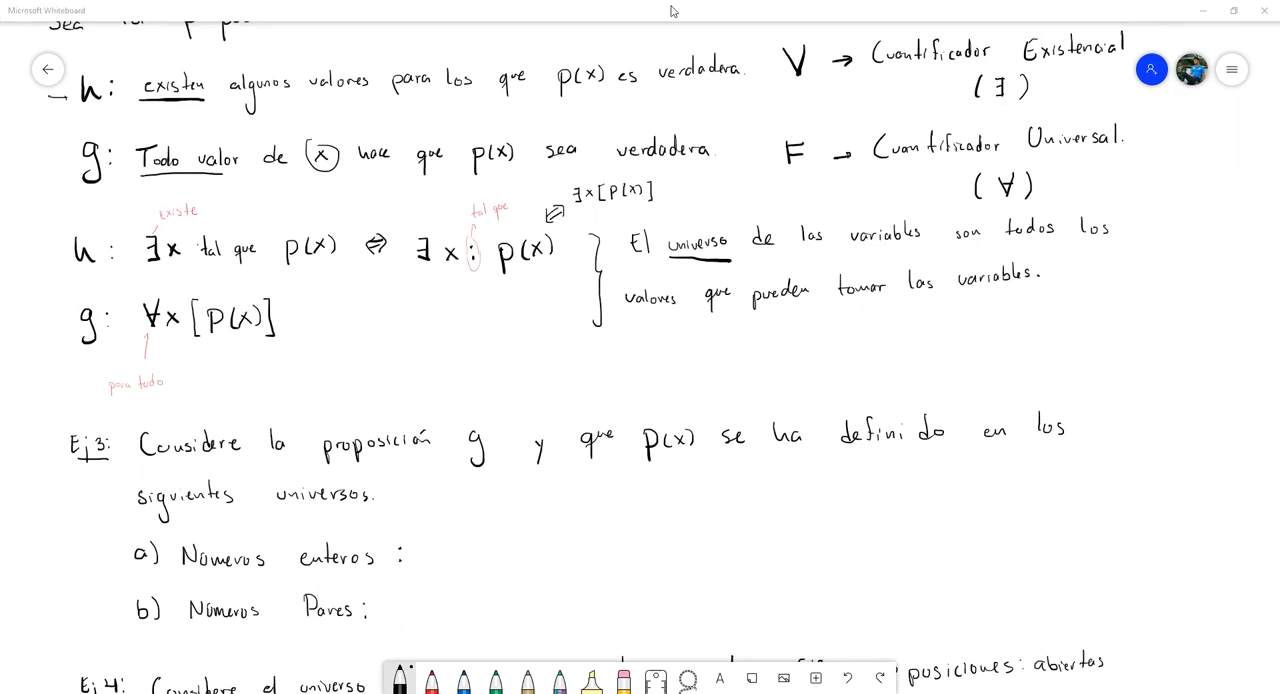 Microsoft Whiteboard
sea
h: existen algunos valores para los que p(x) es verdadera.
V → Cuantificador Existencial
(∃)
g: Todo valor de (x) hace que p(x) sea verdadera.
F → Cuantificador Universal.
(∀)
∃x[P(x)]
existe
tal que
h: ∃x tal que p(x) ⇔ ∃x : p(x)
El universo de las variables son todos los
valores que pueden tomar las variables.
g: ∀x [P(x)]
para todo
Ej3: Considere la proposición g y que p(x) se ha definido en los
siguientes universos.
a) Números enteros :
b) Números Pares :
posiciones: abiertas
Ej4: Considere el universo
A